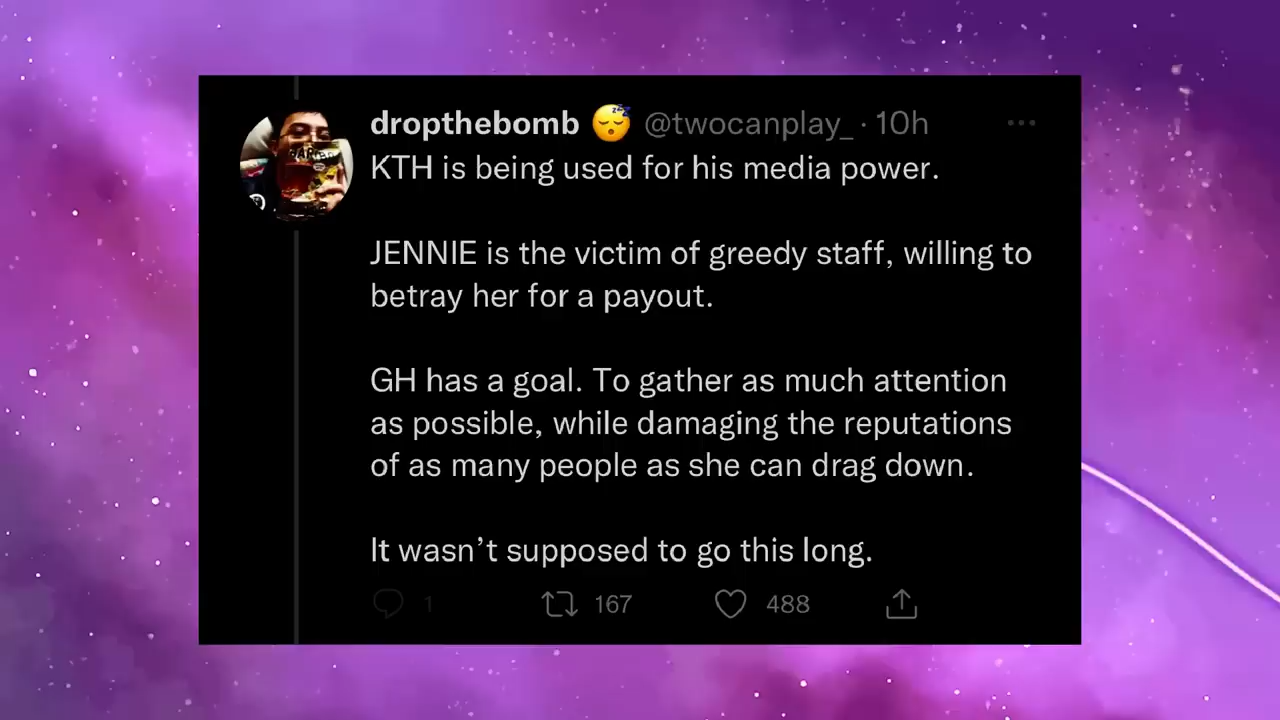 dropthebomb 😴 @twocanplay_ · 10h
KTH is being used for his media power.
JENNIE is the victim of greedy staff, willing to
betray her for a payout.
GH has a goal. To gather as much attention
as possible, while damaging the reputations
of as many people as she can drag down.
It wasn’t supposed to go this long.
1 167 488